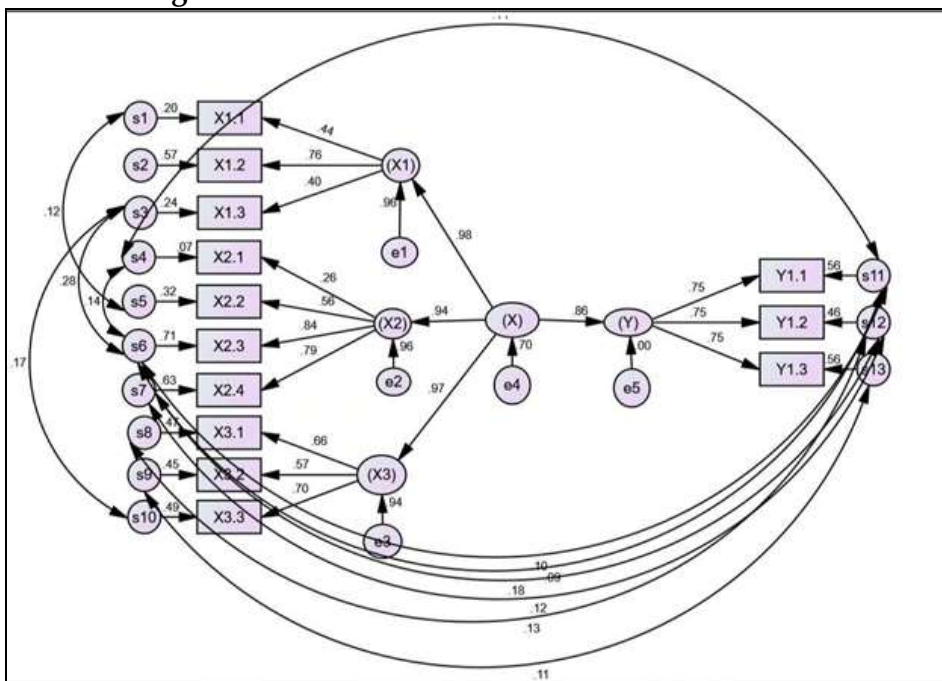 s1 .20 X1.1
.44
s2 .57 X1.2
.76
(X1)
s3 .24 X1.3
.40
.96
.12
.98
e1
s4 .07 X2.1
.26
s11
.56
Y1.1
.75
.28
.14
s5 .32 X2.2
.56
(X2)
.94
(X)
.86
(Y)
.75
Y1.2
.46
s12
s6 .71 X2.3
.84
.96
.70
.00
.75
Y1.3
.56
s13
.17
s7 .63 X2.4
.79
e2
e4
e5
.97
s8 .47 X3.1
.66
s9 .45 X3.2
.57
(X3)
s10 .49 X3.3
.70
.94
e3
.10
.09
.18
.12
.13
.11